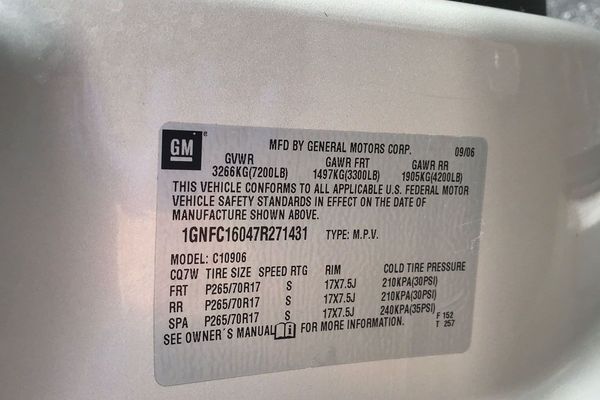 GM ®
MFD BY GENERAL MOTORS CORP. 09/06
GVWR GAWR FRT GAWR RR
3266KG(7200LB) 1497KG(3300LB) 1905KG(4200LB)
THIS VEHICLE CONFORMS TO ALL APPLICABLE U.S. FEDERAL MOTOR
VEHICLE SAFETY STANDARDS IN EFFECT ON THE DATE OF
MANUFACTURE SHOWN ABOVE.
1GNFC16047R271431 TYPE: M.P.V.
MODEL: C10906
CQ7W TIRE SIZE SPEED RTG RIM COLD TIRE PRESSURE
FRT P265/70R17 S 17X7.5J 210KPA(30PSI)
RR P265/70R17 S 17X7.5J 210KPA(30PSI)
SPA P265/70R17 S 17X7.5J 240KPA(35PSI)
SEE OWNER´S MANUAL i FOR MORE INFORMATION.
F 152
T 257